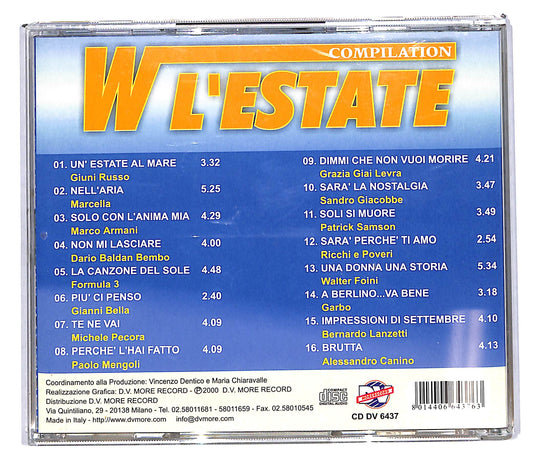 COMPILATION
W L'ESTATE
01. UN' ESTATE AL MARE 3.32
Giuni Russo
02. NELL'ARIA 5.25
Marcella
03. SOLO CON L'ANIMA MIA 4.29
Marco Armani
04. NON MI LASCIARE 4.00
Dario Baldan Bembo
05. LA CANZONE DEL SOLE 4.48
Formula 3
06. PIU' CI PENSO 2.40
Gianni Bella
07. TE NE VAI 4.09
Michele Pecora
08. PERCHE' L'HAI FATTO 4.09
Paolo Mengoli
09. DIMMI CHE NON VUOI MORIRE 4.21
Grazia Giai Levra
10. SARA' LA NOSTALGIA 3.47
Sandro Giacobbe
11. SOLI SI MUORE 3.49
Patrick Samson
12. SARA' PERCHE' TI AMO 2.54
Ricchi e Poveri
13. UNA DONNA UNA STORIA 5.34
Walter Foini
14. A BERLINO...VA BENE 3.18
Garbo
15. IMPRESSIONI DI SETTEMBRE 4.10
Bernardo Lanzetti
16. BRUTTA 4.13
Alessandro Canino
Coordinamento alla Produzione: Vincenzo Dentico e Maria Chiaravalle
Realizzazione Grafica: D.V. MORE RECORD - ℗2000 D.V. MORE RECORD
Distribuzione D.V. MORE RECORD
Via Quintiliano, 29 - 20138 Milano - Tel. 02.58011681 - 58011659 - Fax. 02.58010545
Made in Italy - http://www.dvmore.com info@dvmore.com
COMPACT
disc
DIGITAL AUDIO
CD DV 6437
8 014406 643763